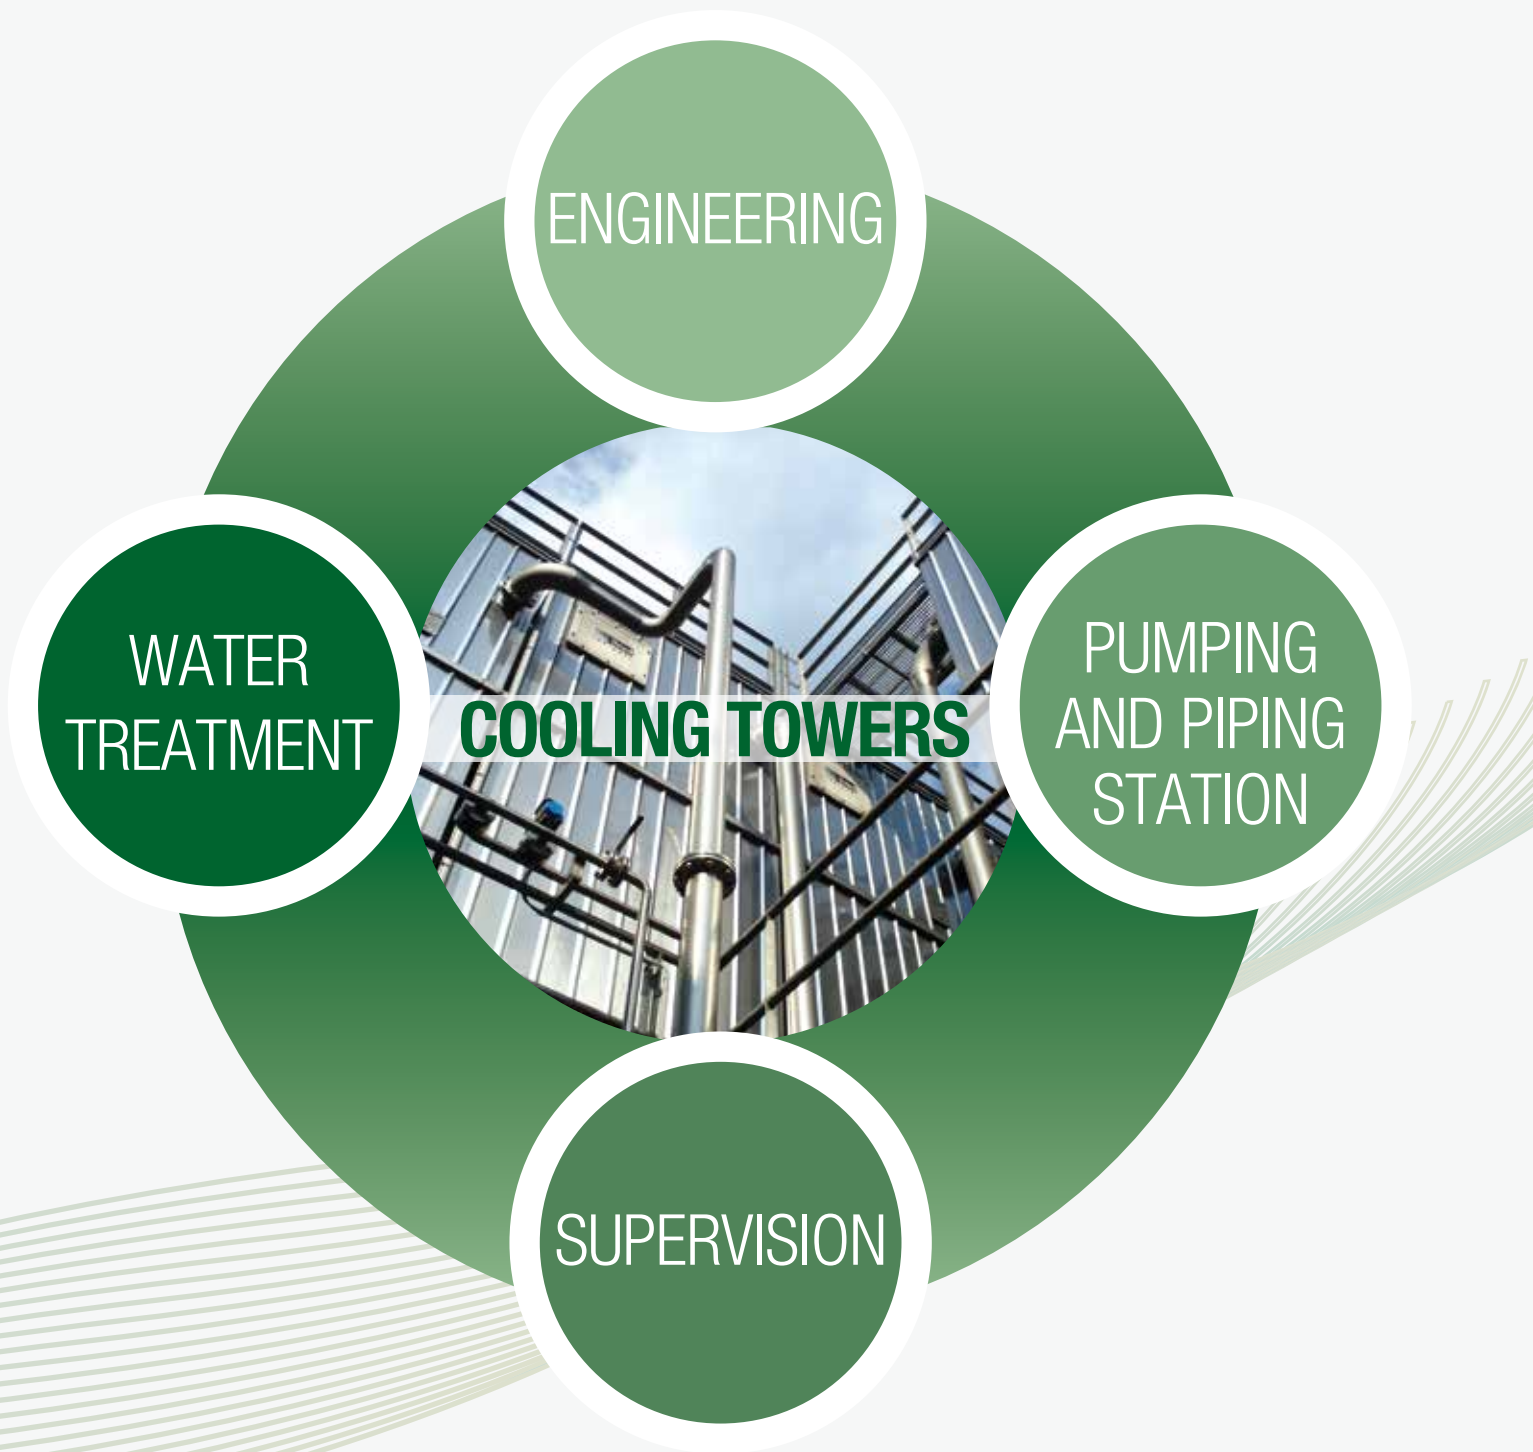 ENGINEERING
WATER
TREATMENT
COOLING TOWERS
PUMPING
AND PIPING
STATION
SUPERVISION